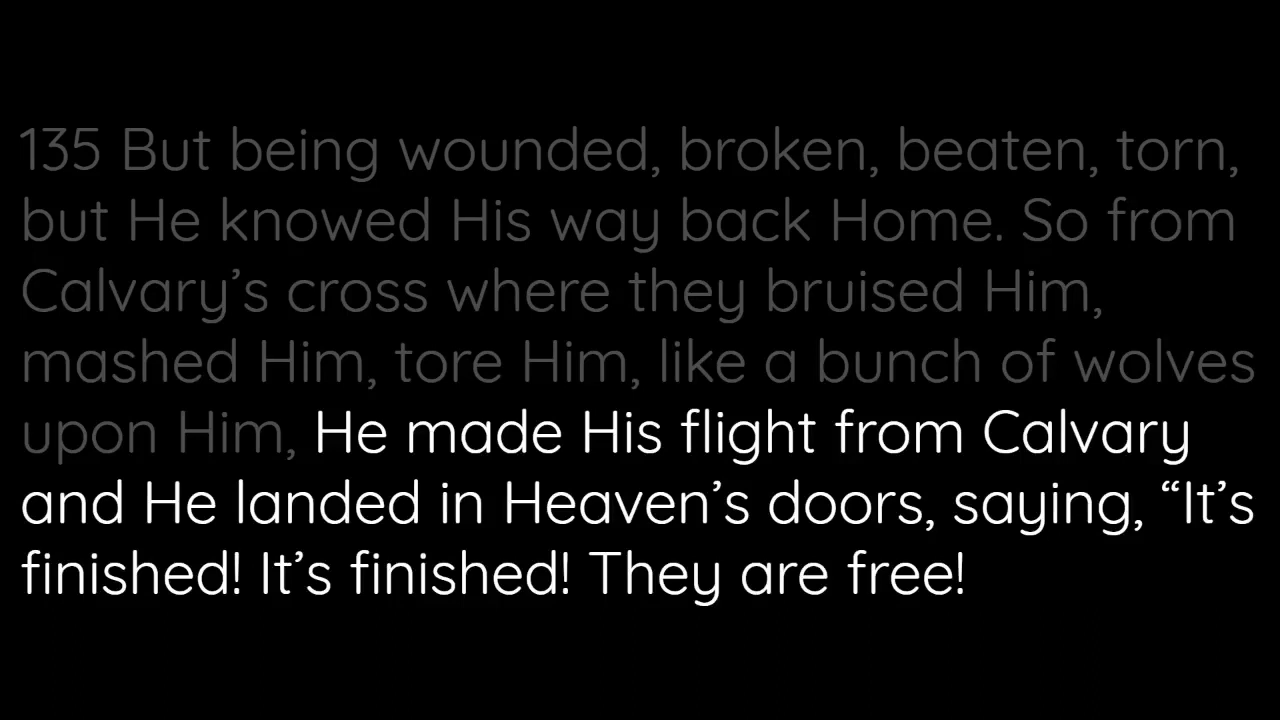 135 But being wounded, broken, beaten, torn,
but He knowed His way back Home. So from
Calvary’s cross where they bruised Him,
mashed Him, tore Him, like a bunch of wolves
upon Him, He made His flight from Calvary
and He landed in Heaven’s doors, saying, “It’s
finished! It’s finished! They are free!